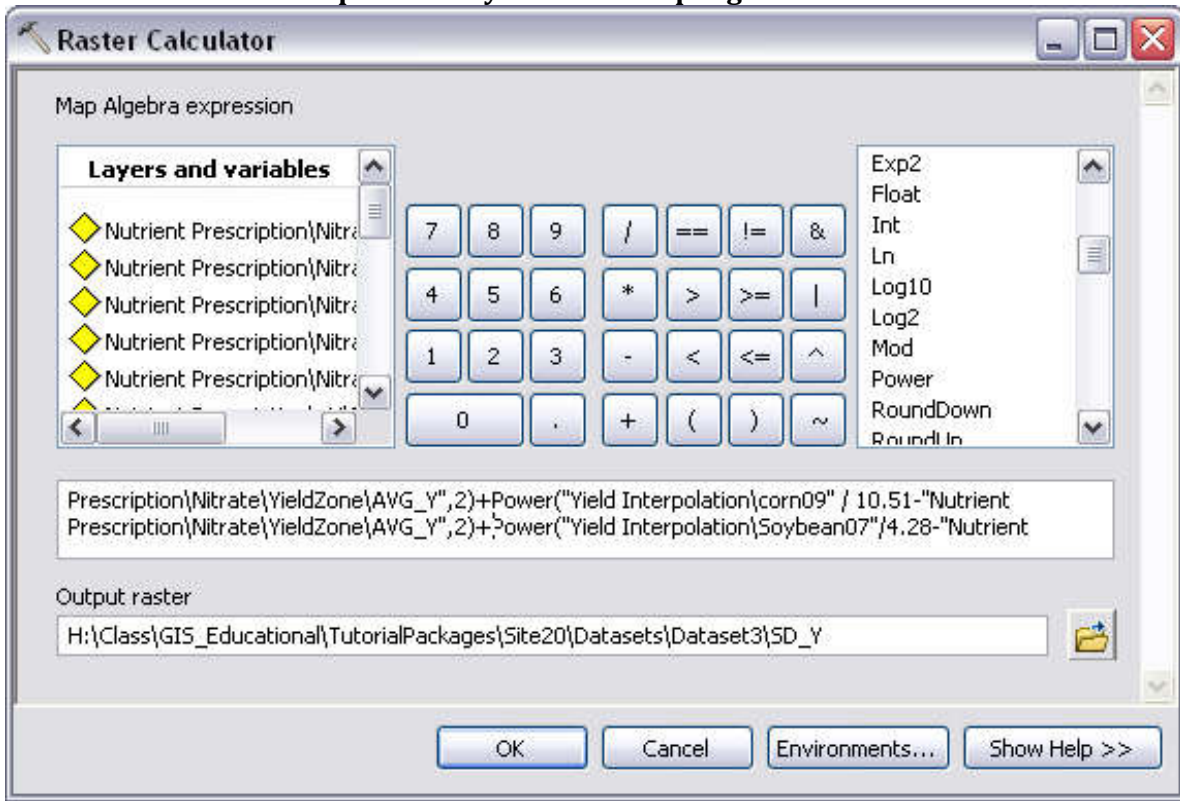 Raster Calculator
Map Algebra expression
Layers and variables
Nutrient Prescription\Nitra
Nutrient Prescription\Nitra
Nutrient Prescription\Nitra
Nutrient Prescription\Nitra
Nutrient Prescription\Nitra
7 8 9 / == != &
4 5 6 * > >= |
1 2 3 - < <= ^
0 . + ( ) ~
Exp2
Float
Int
Ln
Log10
Log2
Mod
Power
RoundDown
RoundUp
Prescription\Nitrate\YieldZone\AVG_Y",2)+Power("Yield Interpolation\corn09" / 10.51-"Nutrient
Prescription\Nitrate\YieldZone\AVG_Y",2)+Power("Yield Interpolation\Soybean07"/4.28-"Nutrient
Output raster
H:\Class\GIS_Educational\TutorialPackages\Site20\Datasets\Dataset3\SD_Y
OK Cancel Environments... Show Help >>